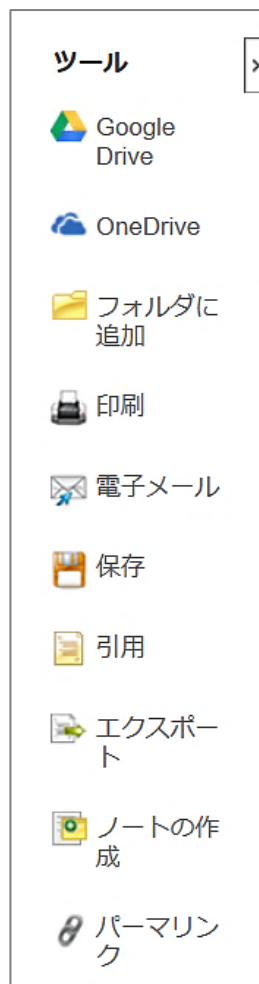 ツール
Google
Drive
OneDrive
フォルダに
追加
印刷
電子メール
保存
引用
エクスポー
ト
ノートの作
成
パーマリン
ク